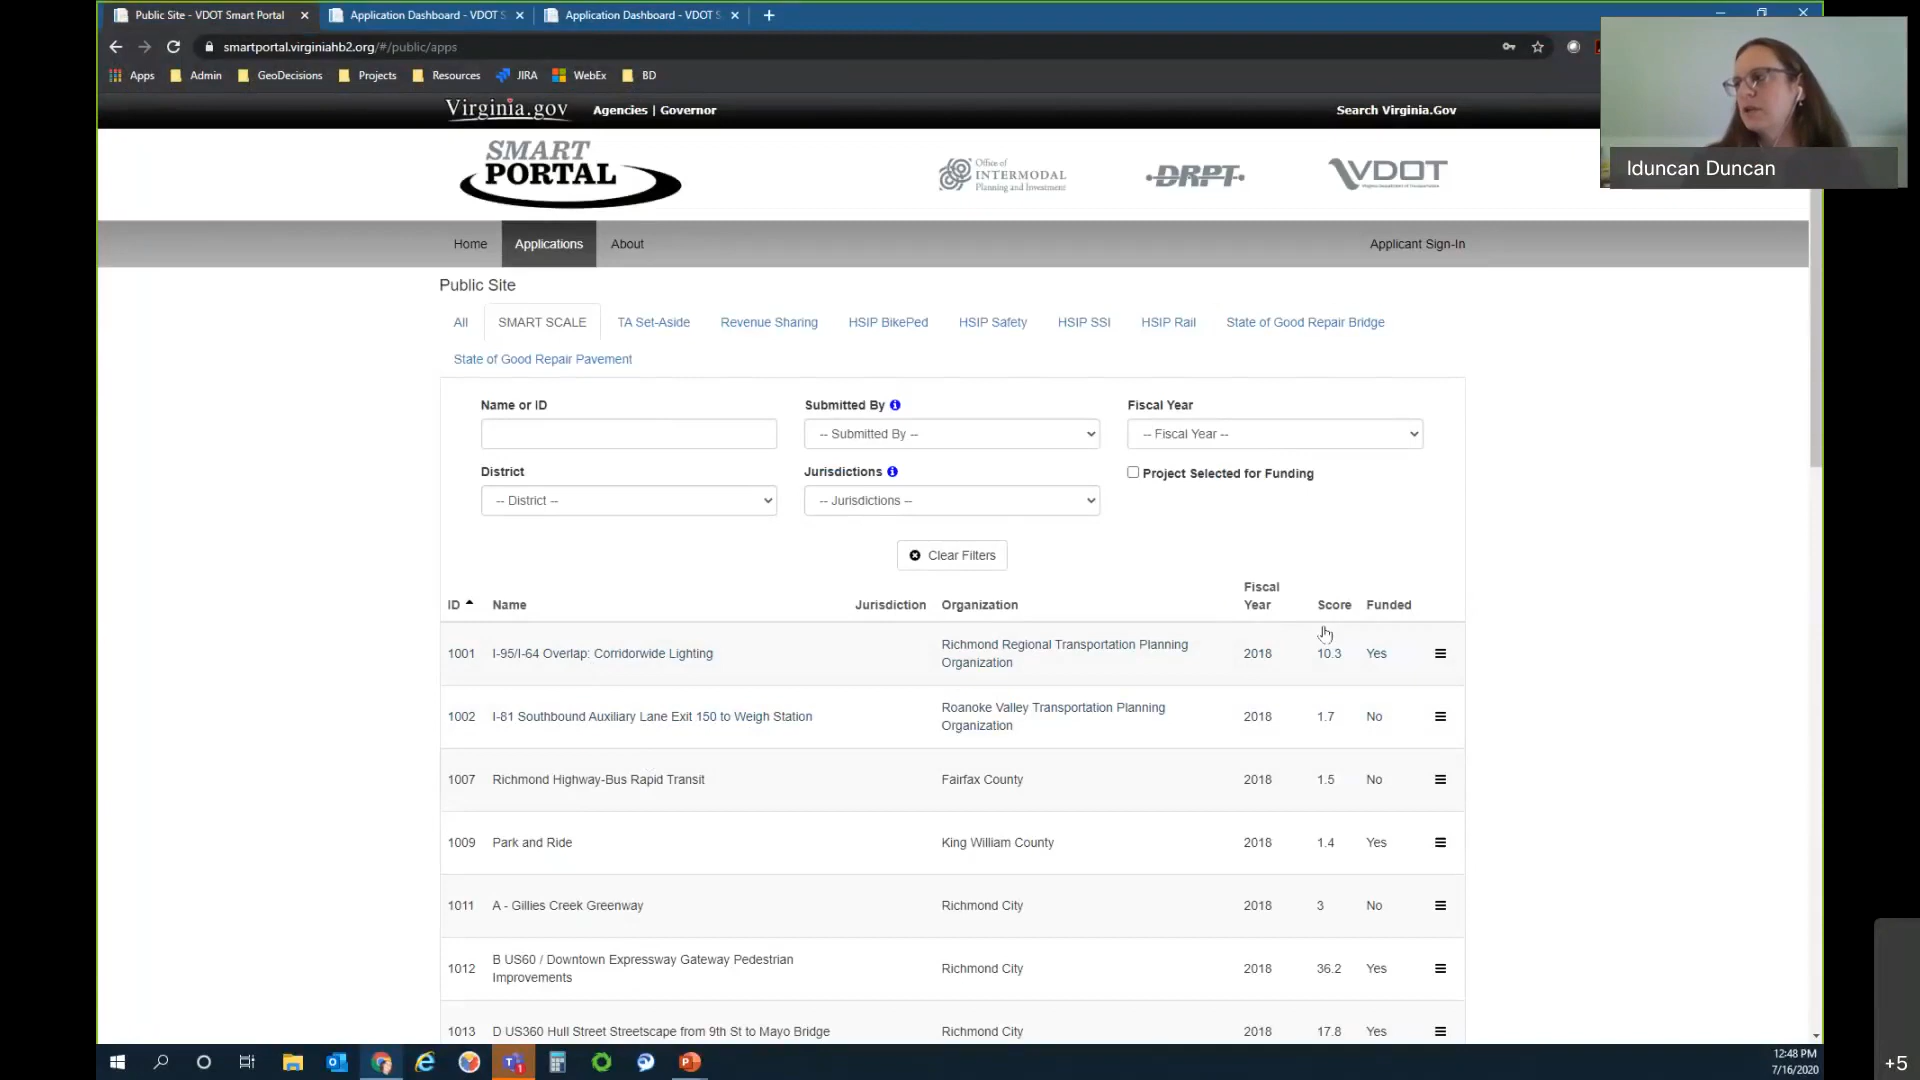 Public Site - VDOT Smart Portal
Application Dashboard - VDOT S
Application Dashboard - VDOT S
smartportal.virginiahb2.org/#/public/apps
Apps Admin GeoDecisions Projects Resources JIRA WebEx BD
Virginia.gov Agencies | Governor Search Virginia.Gov
SMART PORTAL
Office of
INTERMODAL
Planning and Investment
DRPT
VDOT
Virginia Department of Transportation
Iduncan Duncan
Home Applications About Applicant Sign-In
Public Site
All SMART SCALE TA Set-Aside Revenue Sharing HSIP BikePed HSIP Safety HSIP SSI HSIP Rail State of Good Repair Bridge
State of Good Repair Pavement
Name or ID Submitted By Fiscal Year
-- Submitted By -- -- Fiscal Year --
District Jurisdictions Project Selected for Funding
-- District -- -- Jurisdictions --
Clear Filters
ID Name Jurisdiction Organization Fiscal Year Score Funded
1001 I-95/I-64 Overlap: Corridorwide Lighting Richmond Regional Transportation Planning Organization 2018 10.3 Yes
1002 I-81 Southbound Auxiliary Lane Exit 150 to Weigh Station Roanoke Valley Transportation Planning Organization 2018 1.7 No
1007 Richmond Highway-Bus Rapid Transit Fairfax County 2018 1.5 No
1009 Park and Ride King William County 2018 1.4 Yes
1011 A - Gillies Creek Greenway Richmond City 2018 3 No
1012 B US60 / Downtown Expressway Gateway Pedestrian Improvements Richmond City 2018 36.2 Yes
1013 D US360 Hull Street Streetscape from 9th St to Mayo Bridge Richmond City 2018 17.8 Yes
12:48 PM
7/16/2020
+5